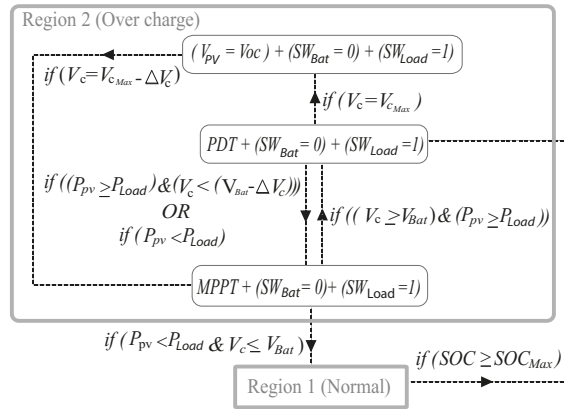 Region 2 (Over charge)
(V_PV = Voc) + (SW_Bat = 0) + (SW_Load = 1)
if (V_c = V_cMax - ΔV_c)
if (V_c = V_cMax)
PDT + (SW_Bat = 0) + (SW_Load = 1)
if ((P_pv ≥ P_Load) & (V_c < (V_Bat - ΔV_c)))
OR
if (P_pv < P_Load)
if (( V_c ≥ V_Bat) & (P_pv ≥ P_Load))
MPPT + (SW_Bat = 0) + (SW_Load = 1)
if (P_pv < P_Load & V_c ≤ V_Bat)
Region 1 (Normal)
if (SOC ≥ SOC_Max)